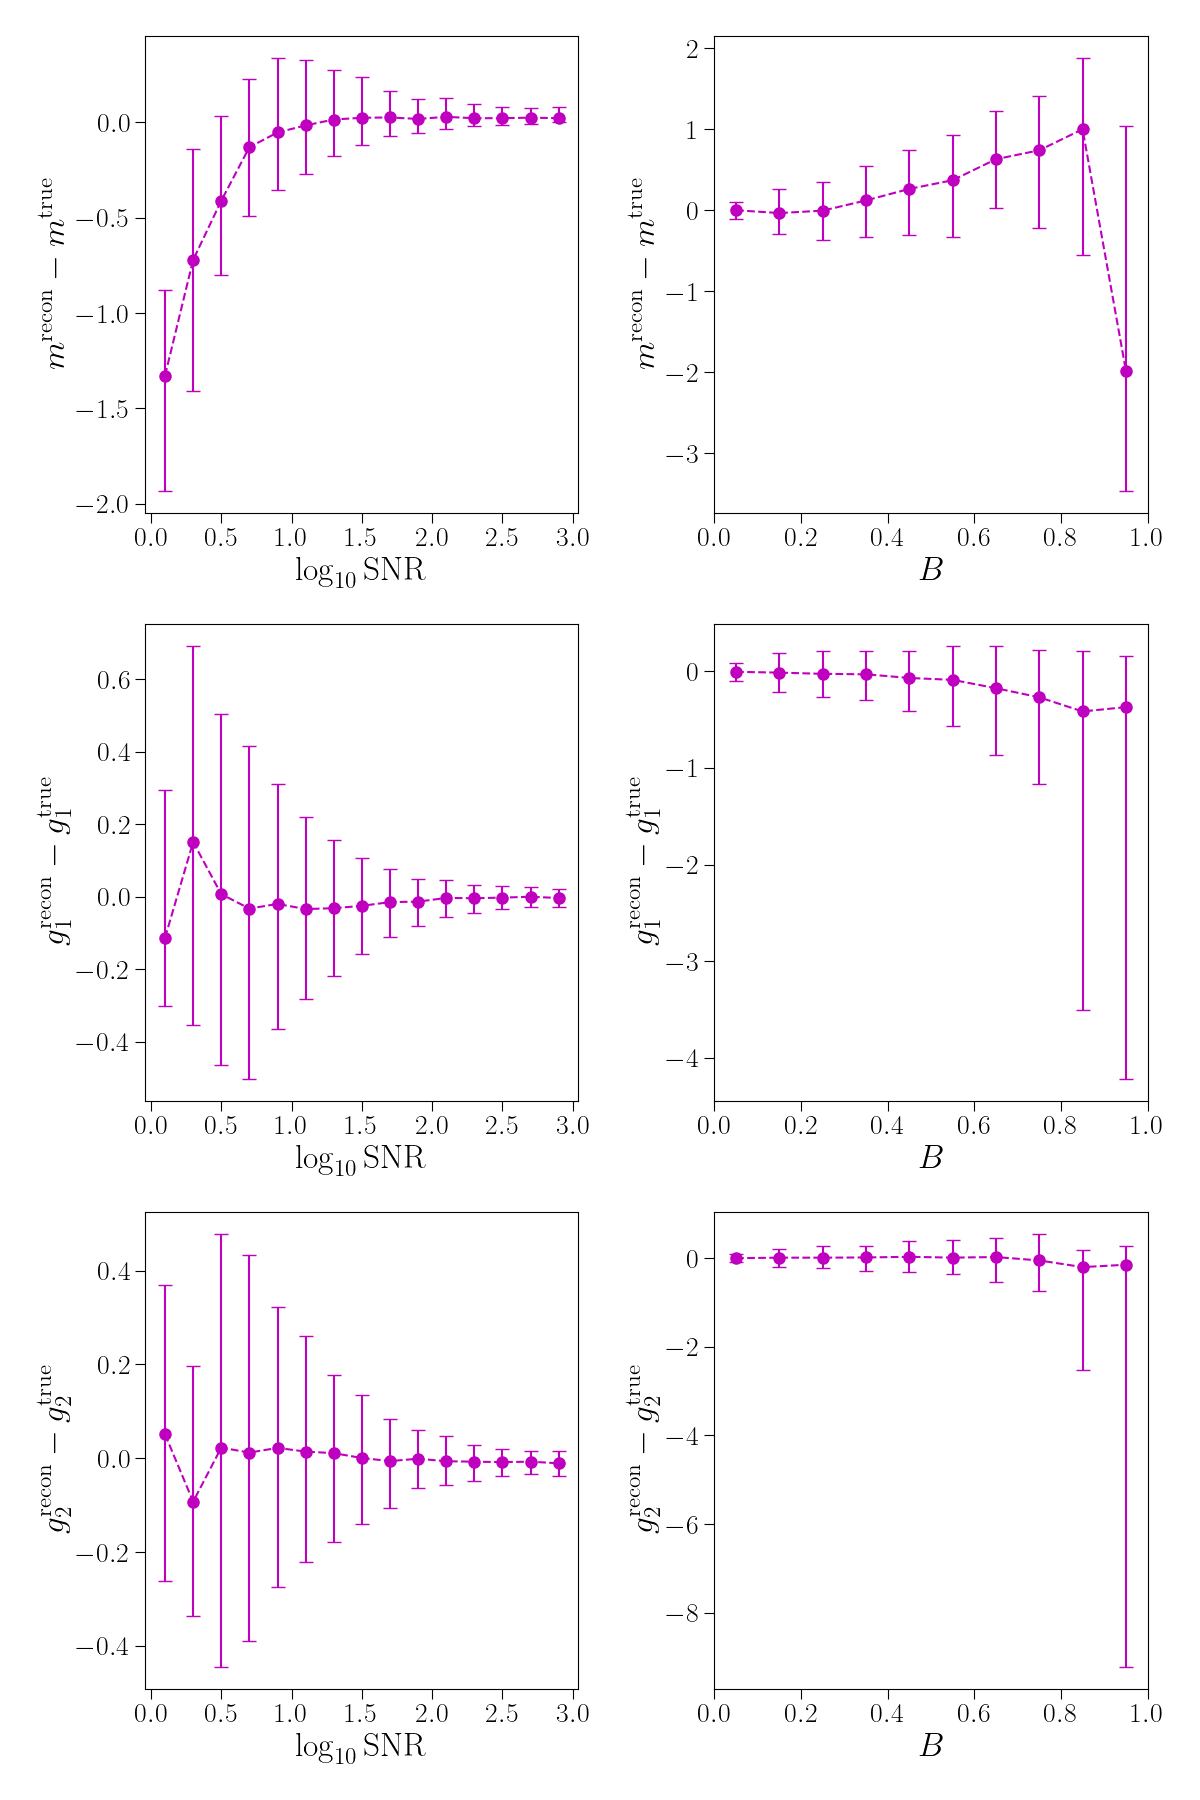 0.0
−0.5
−1.0
−1.5
−2.0
m^recon − m^true
0.0 0.5 1.0 1.5 2.0 2.5 3.0
log₁₀ SNR
2
1
0
−1
−2
−3
m^recon − m^true
0.0 0.2 0.4 0.6 0.8 1.0
B
0.6
0.4
0.2
0.0
−0.2
−0.4
g₁^recon − g₁^true
0.0 0.5 1.0 1.5 2.0 2.5 3.0
log₁₀ SNR
0
−1
−2
−3
−4
g₁^recon − g₁^true
0.0 0.2 0.4 0.6 0.8 1.0
B
0.4
0.2
0.0
−0.2
−0.4
g₂^recon − g₂^true
0.0 0.5 1.0 1.5 2.0 2.5 3.0
log₁₀ SNR
0
−2
−4
−6
−8
g₂^recon − g₂^true
0.0 0.2 0.4 0.6 0.8 1.0
B